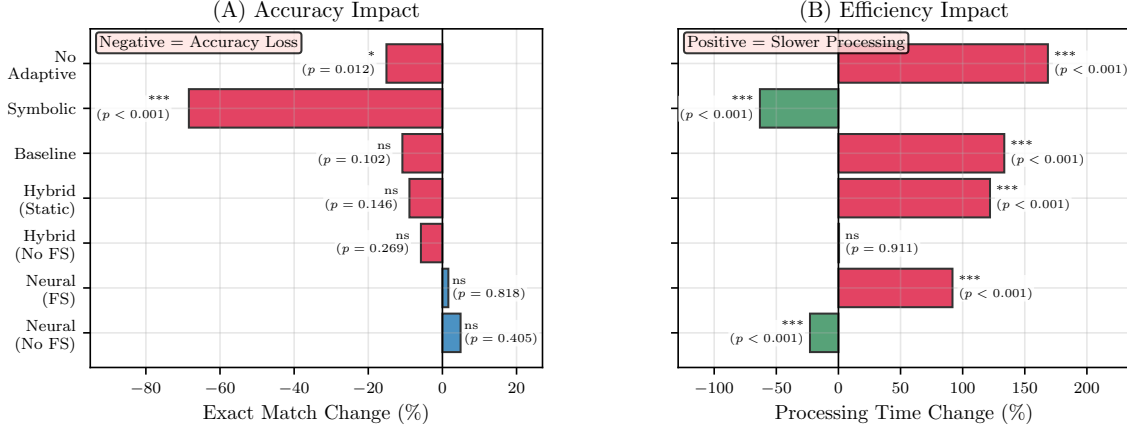 (A) Accuracy Impact
Negative = Accuracy Loss
No
Adaptive
Symbolic
Baseline
Hybrid
(Static)
Hybrid
(No FS)
Neural
(FS)
Neural
(No FS)
*
(p = 0.012)
***
(p < 0.001)
ns
(p = 0.102)
ns
(p = 0.146)
ns
(p = 0.269)
ns
(p = 0.818)
ns
(p = 0.405)
−80 −60 −40 −20 0 20
Exact Match Change (%)
(B) Efficiency Impact
Positive = Slower Processing
***
(p < 0.001)
***
(p < 0.001)
***
(p < 0.001)
***
(p < 0.001)
ns
(p = 0.911)
***
(p < 0.001)
***
(p < 0.001)
−100 −50 0 50 100 150 200
Processing Time Change (%)